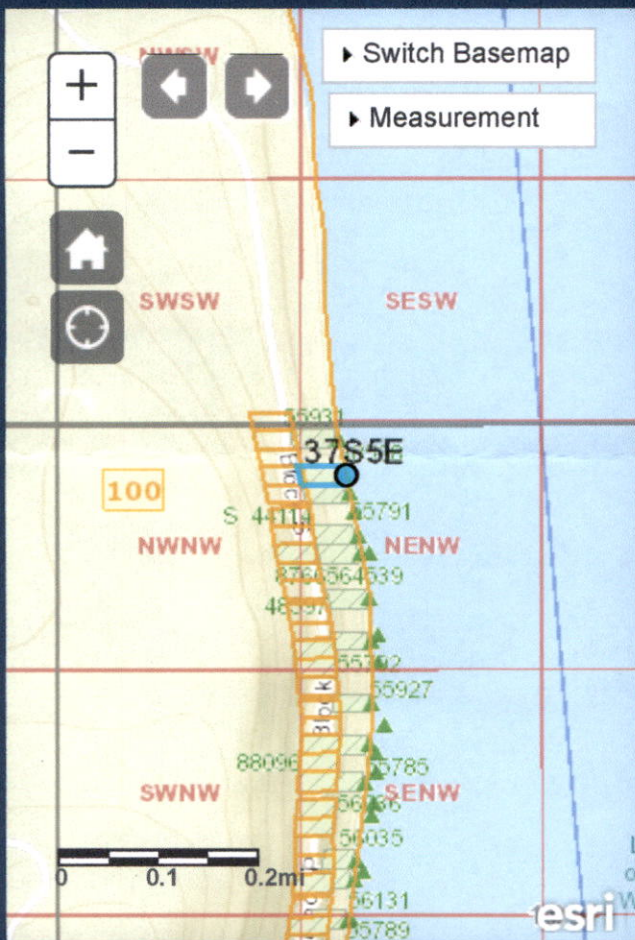 NWSW
▸ Switch Basemap
+
▸ Measurement
−
SWSW
SESW
55931
37S5E
100
S 44119
55791
NWNW
NENW
55792
Block
55927
88096
55785
SWNW
SENW
56035
0 0.1 0.2mi
56131
esri
55789